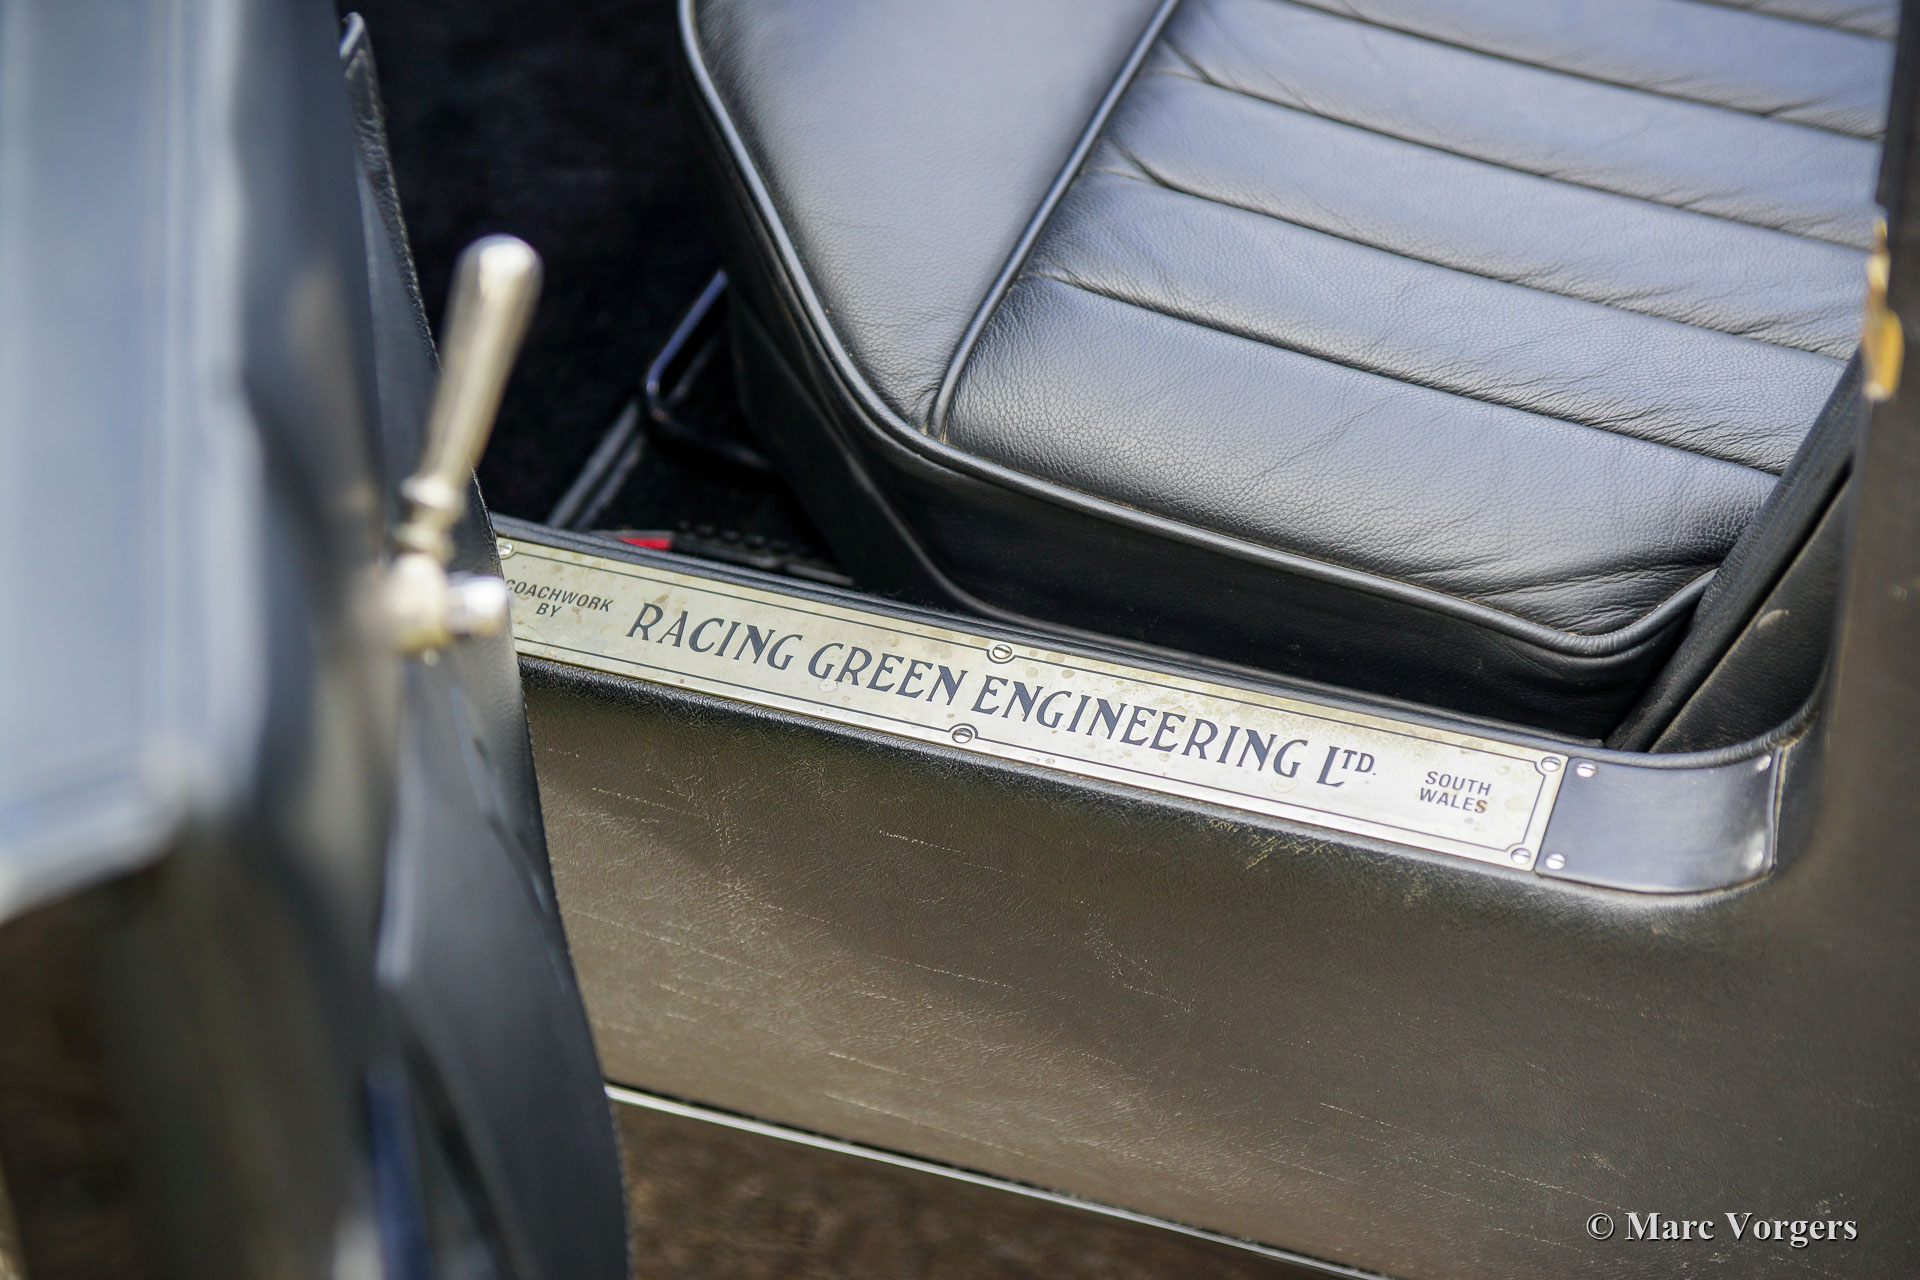 COACHWORK
BY
RACING GREEN ENGINEERING LTD.
SOUTH
WALES
© Marc Vorgers